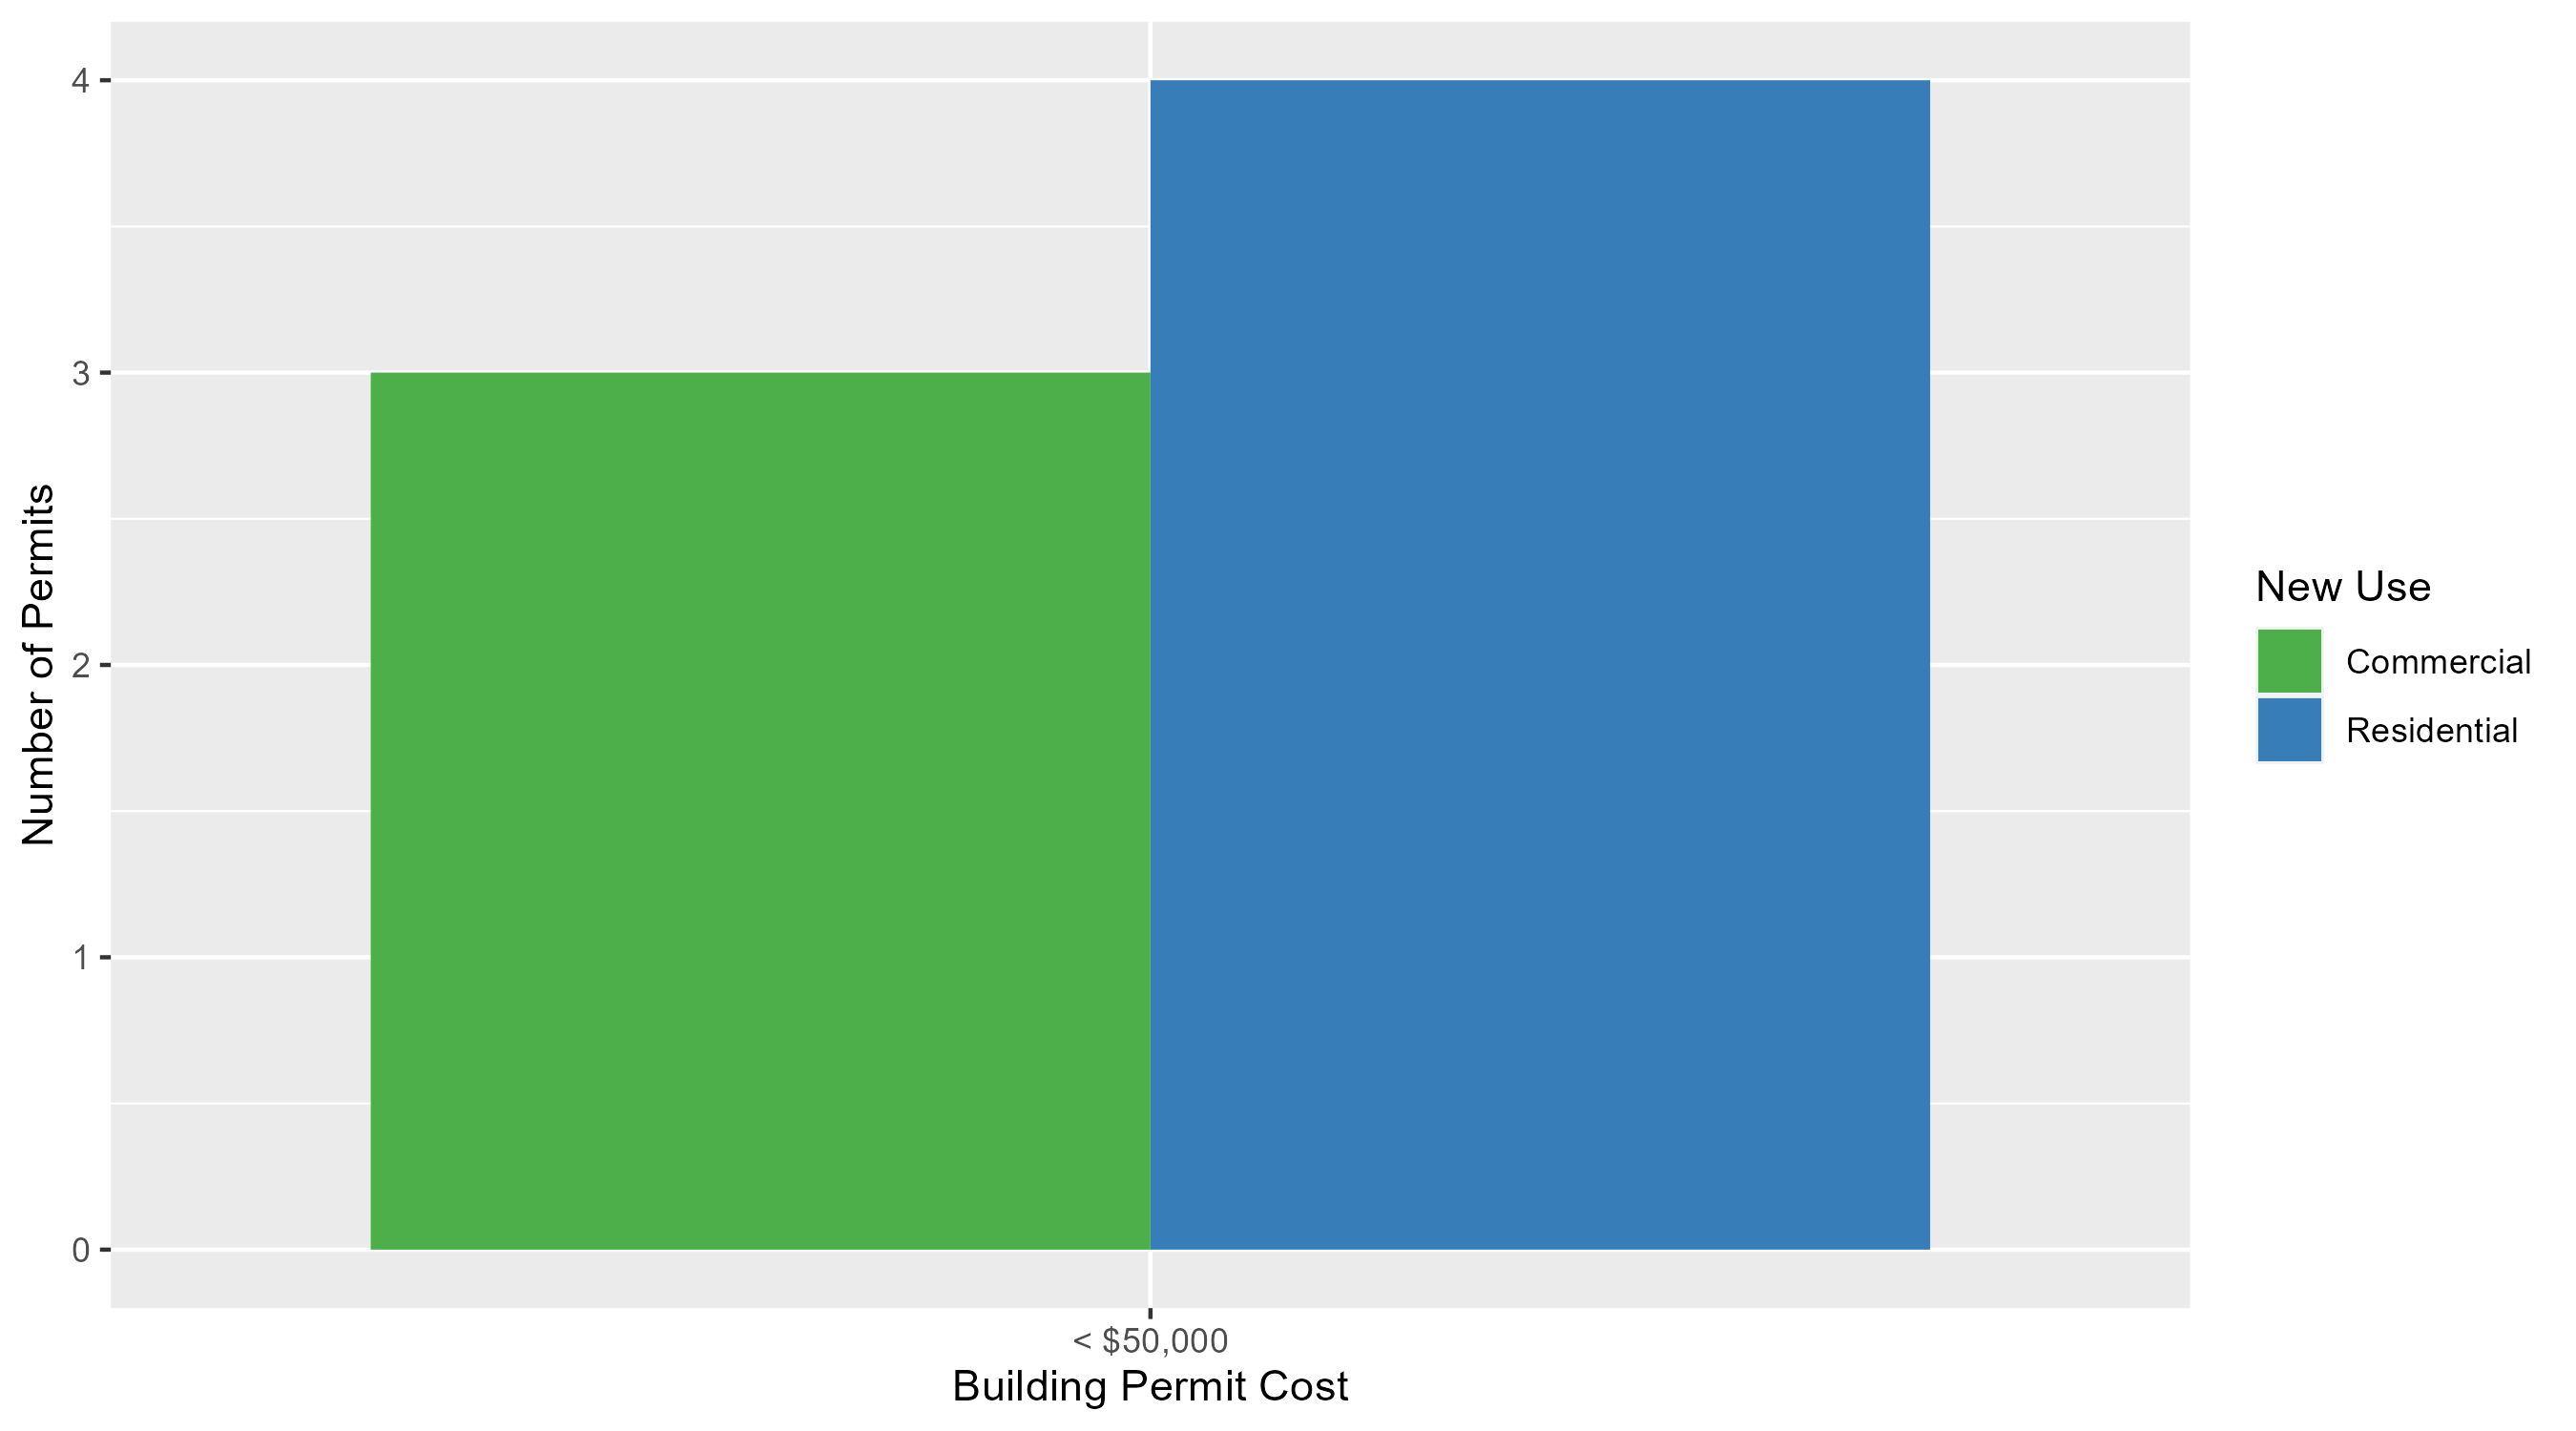 Number of Permits
4
3
2
1
0
< $50,000
Building Permit Cost
New Use
Commercial
Residential